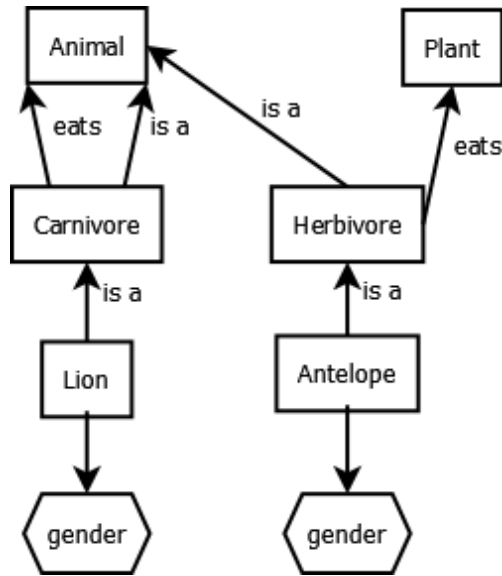 Animal
Plant
eats
is a
is a
eats
Carnivore
Herbivore
is a
is a
Lion
Antelope
gender
gender